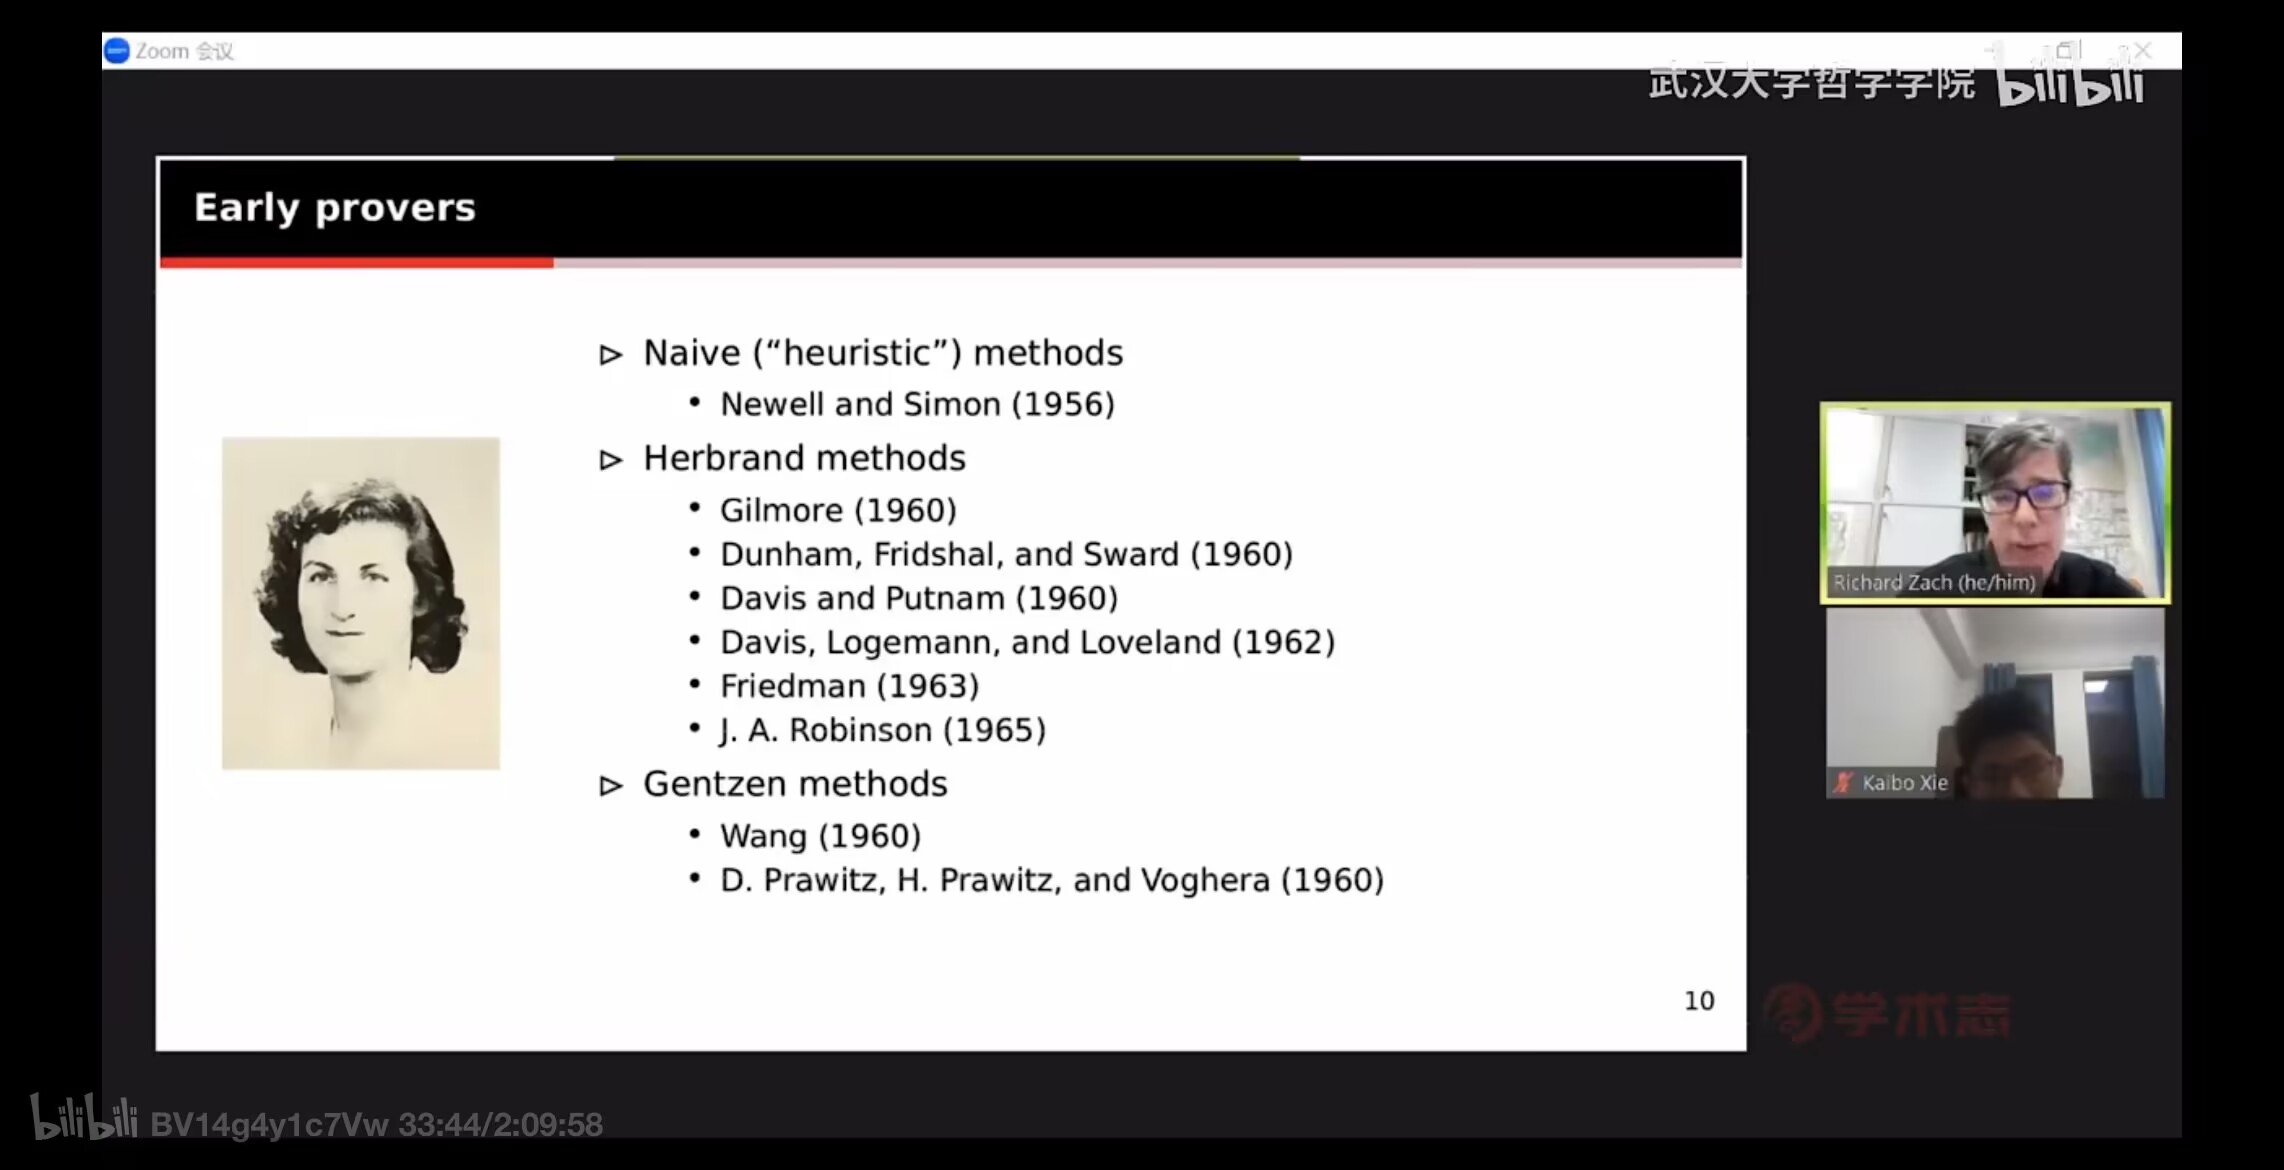 Zoom 会议
武汉大学哲学学院 bilibili
Early provers
Naive (“heuristic”) methods
• Newell and Simon (1956)
Herbrand methods
• Gilmore (1960)
• Dunham, Fridshal, and Sward (1960)
• Davis and Putnam (1960)
• Davis, Logemann, and Loveland (1962)
• Friedman (1963)
• J. A. Robinson (1965)
Gentzen methods
• Wang (1960)
• D. Prawitz, H. Prawitz, and Voghera (1960)
10
Richard Zach (he/him)
Kaibo Xie
学术志
bilibili BV14g4y1c7Vw 33:44/2:09:58